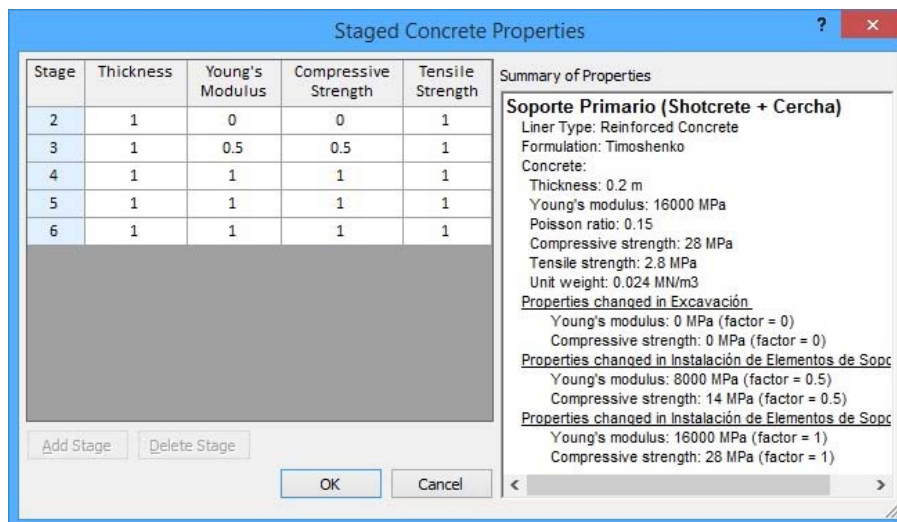 Staged Concrete Properties
?
×
Stage Thickness Young's Modulus Compressive Strength Tensile Strength
2 1 0 0 1
3 1 0.5 0.5 1
4 1 1 1 1
5 1 1 1 1
6 1 1 1 1
Add Stage
Delete Stage
OK
Cancel
Summary of Properties
Soporte Primario (Shotcrete + Cercha)
Liner Type: Reinforced Concrete
Formulation: Timoshenko
Concrete:
Thickness: 0.2 m
Young's modulus: 16000 MPa
Poisson ratio: 0.15
Compressive strength: 28 MPa
Tensile strength: 2.8 MPa
Unit weight: 0.024 MN/m3
Properties changed in Excavación
Young's modulus: 0 MPa (factor = 0)
Compressive strength: 0 MPa (factor = 0)
Properties changed in Instalación de Elementos de Sopo
Young's modulus: 8000 MPa (factor = 0.5)
Compressive strength: 14 MPa (factor = 0.5)
Properties changed in Instalación de Elementos de Sopo
Young's modulus: 16000 MPa (factor = 1)
Compressive strength: 28 MPa (factor = 1)